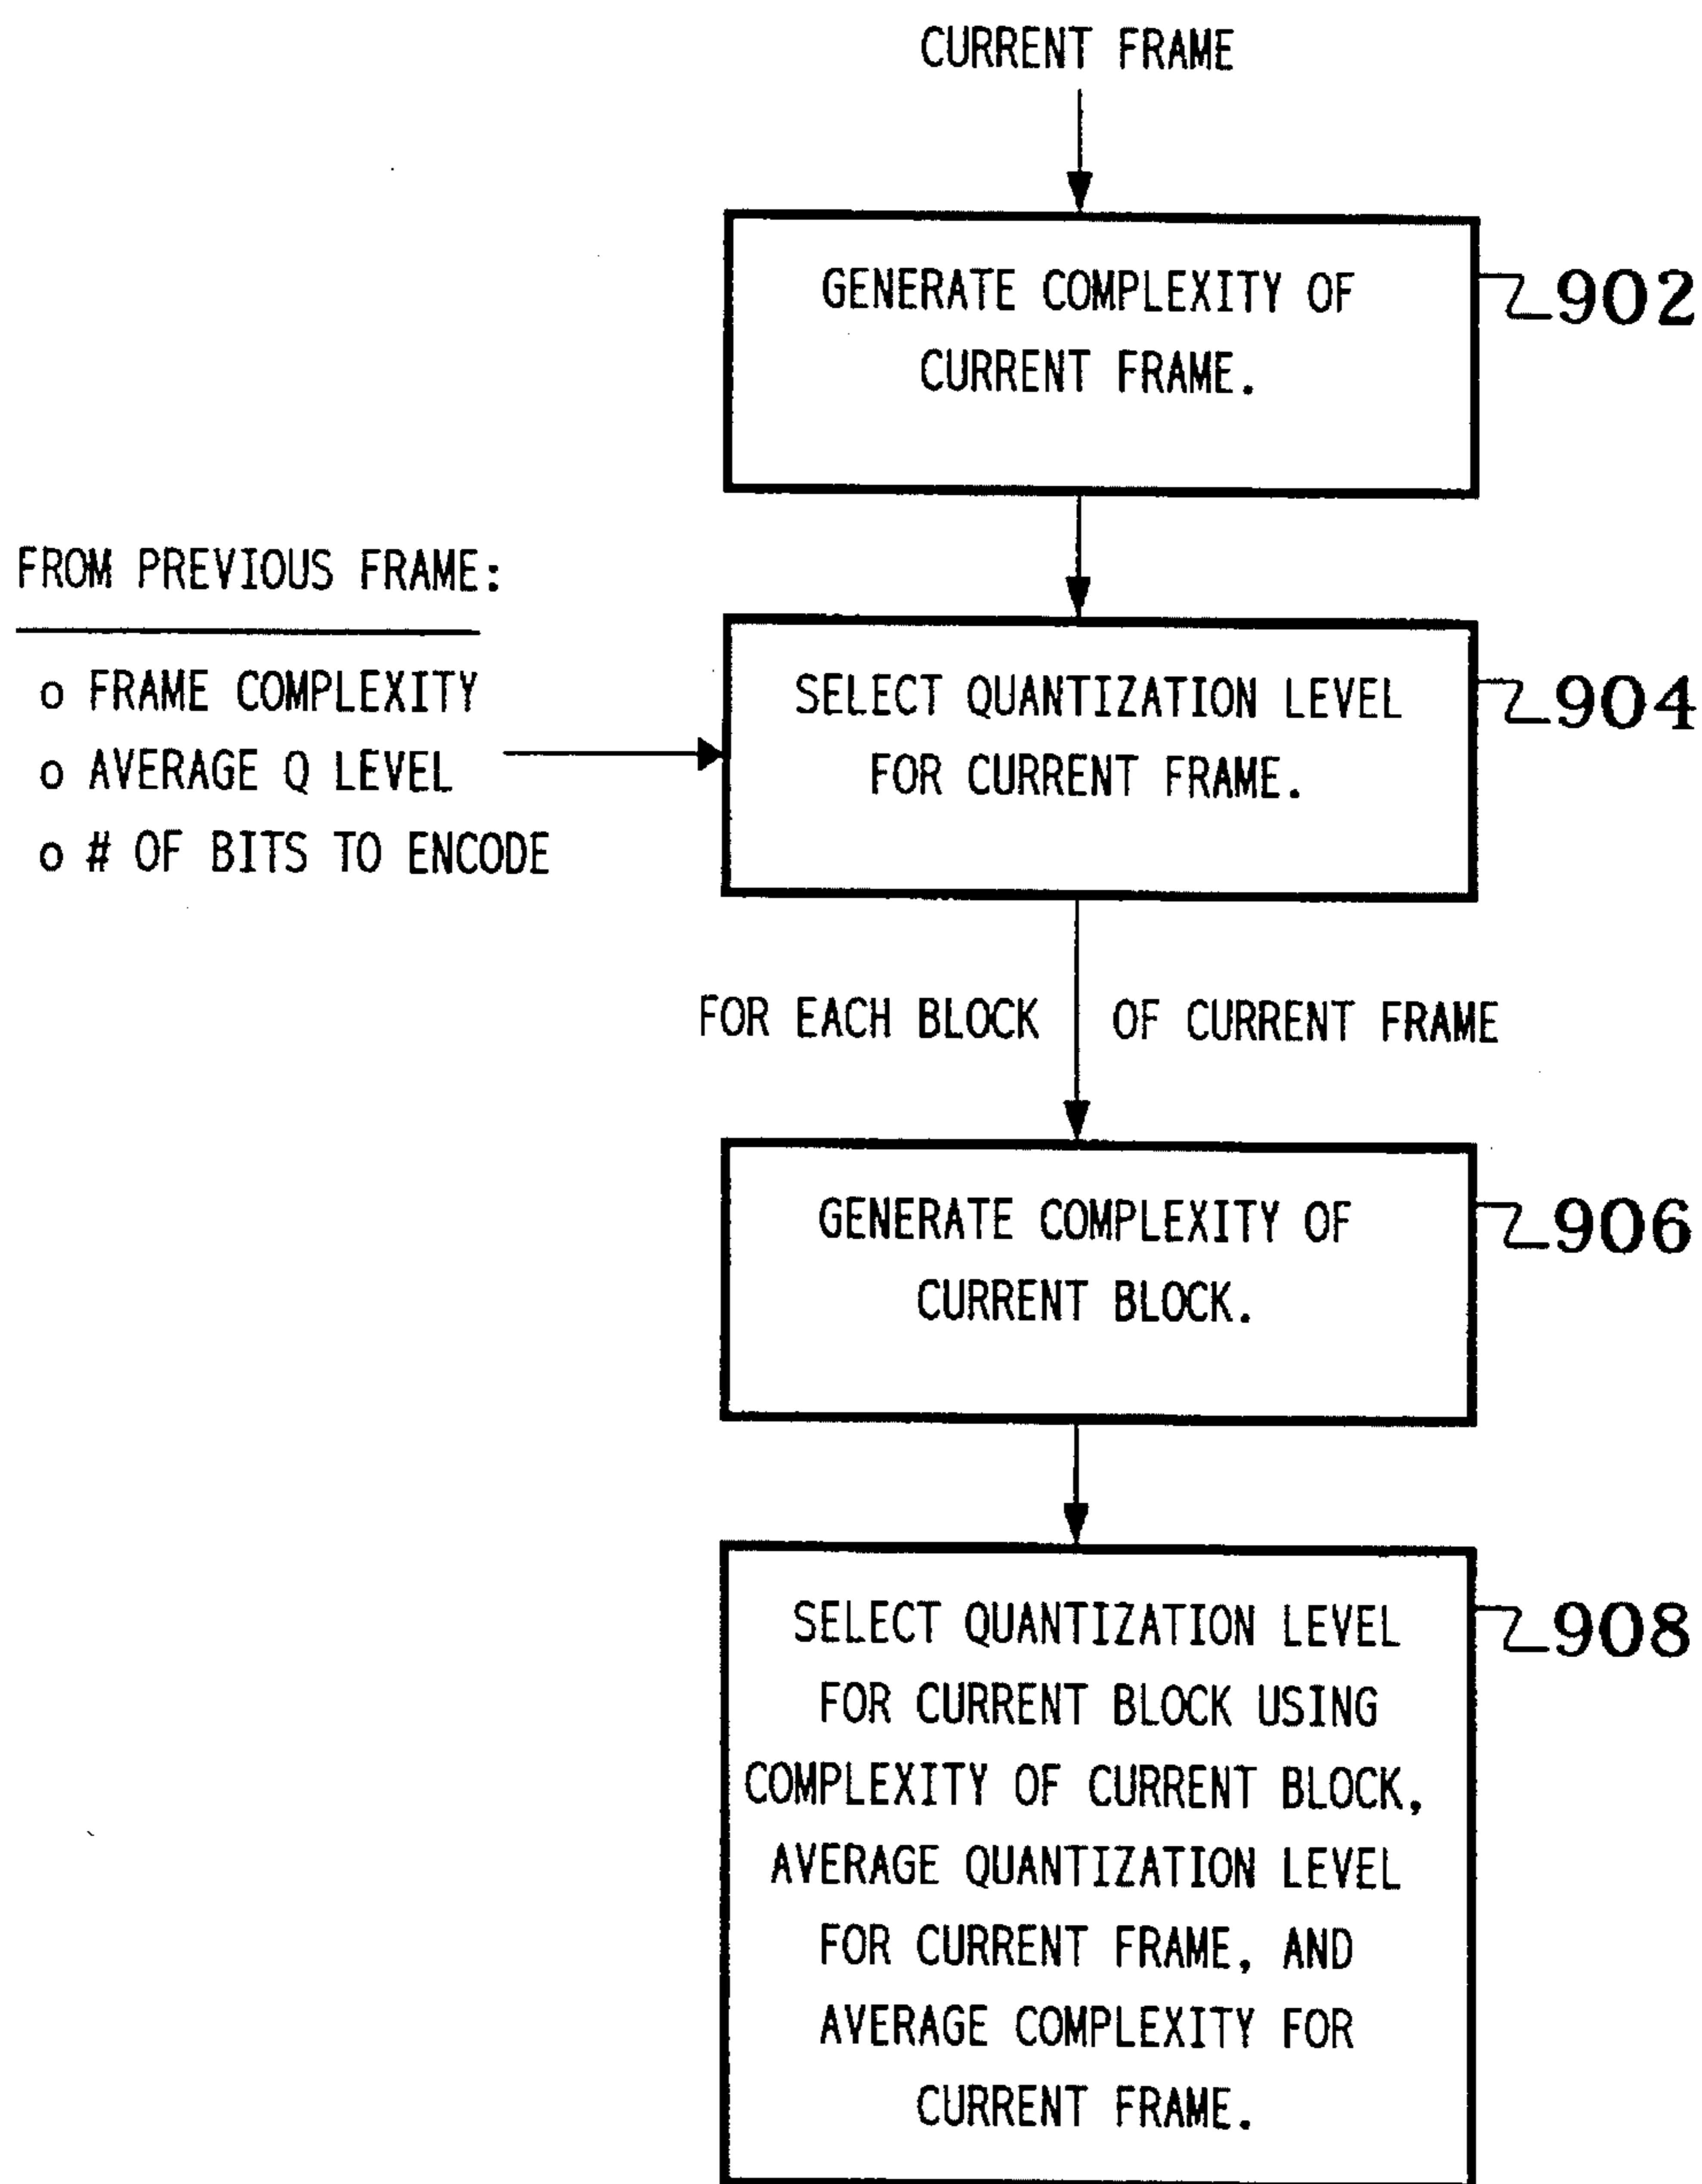 CURRENT FRAME
GENERATE COMPLEXITY OF
CURRENT FRAME.
902
FROM PREVIOUS FRAME:
o FRAME COMPLEXITY
o AVERAGE Q LEVEL
o # OF BITS TO ENCODE
SELECT QUANTIZATION LEVEL
FOR CURRENT FRAME.
904
FOR EACH BLOCK OF CURRENT FRAME
GENERATE COMPLEXITY OF
CURRENT BLOCK.
906
SELECT QUANTIZATION LEVEL
FOR CURRENT BLOCK USING
COMPLEXITY OF CURRENT BLOCK,
AVERAGE QUANTIZATION LEVEL
FOR CURRENT FRAME, AND
AVERAGE COMPLEXITY FOR
CURRENT FRAME.
908